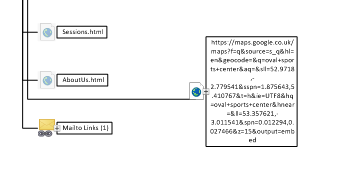 Sessions.html
https://maps.google.co.uk/
maps?f=q&source=s_q&hl=
en&geocode=&q=oval+spor
ts+center&aq=&sll=52.9718
,-
2.779541&sspn=1.875643,5
.410767&t=h&ie=UTF8&hq
=oval+sports+center&hnear
=&ll=53.357621,-
3.011541&spn=0.012294,0.
027466&z=15&output=emb
ed
AboutUs.html
Mailto Links (1)